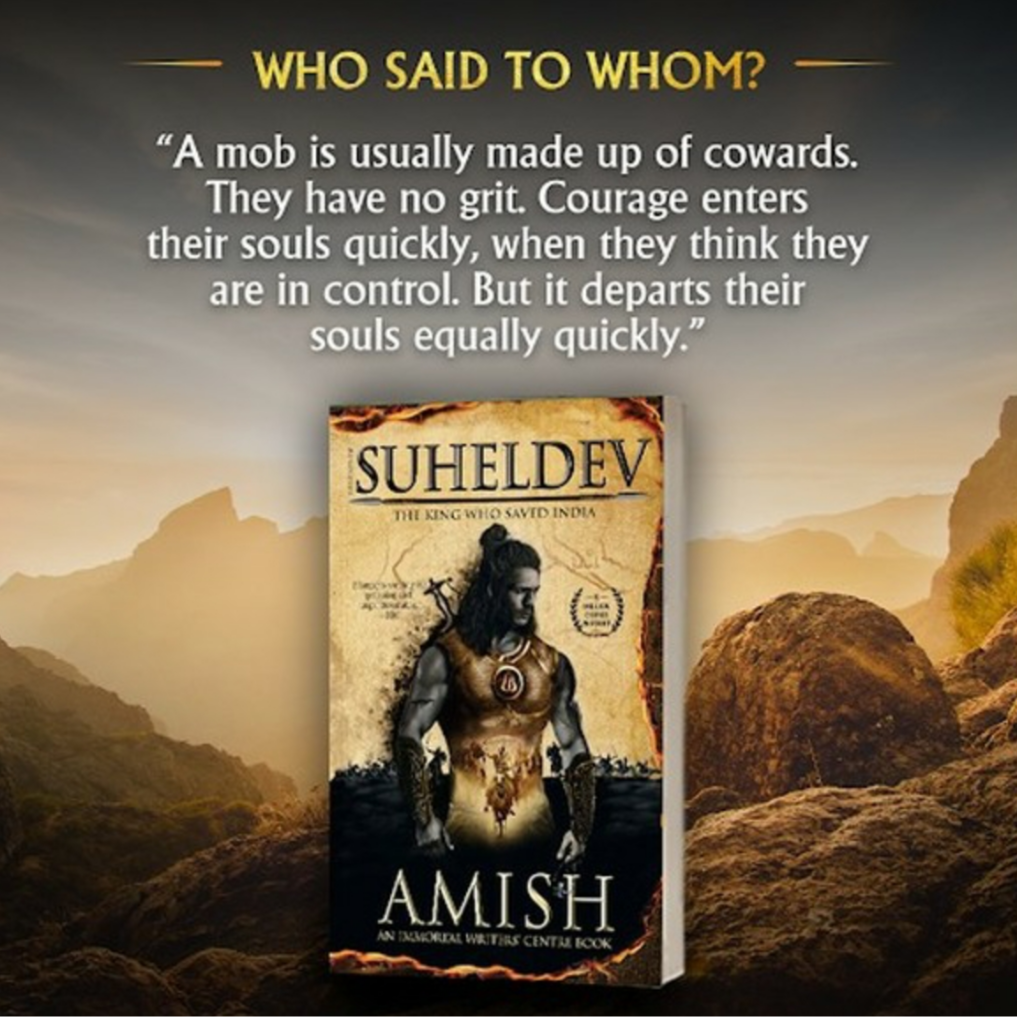 WHO SAID TO WHOM?
“A mob is usually made up of cowards.
They have no grit. Courage enters
their souls quickly, when they think they
are in control. But it departs their
souls equally quickly.”
SUHELDEV
THE KING WHO SAVED INDIA
AMISH
AN IMMORTAL WRITERS' CENTRE BOOK